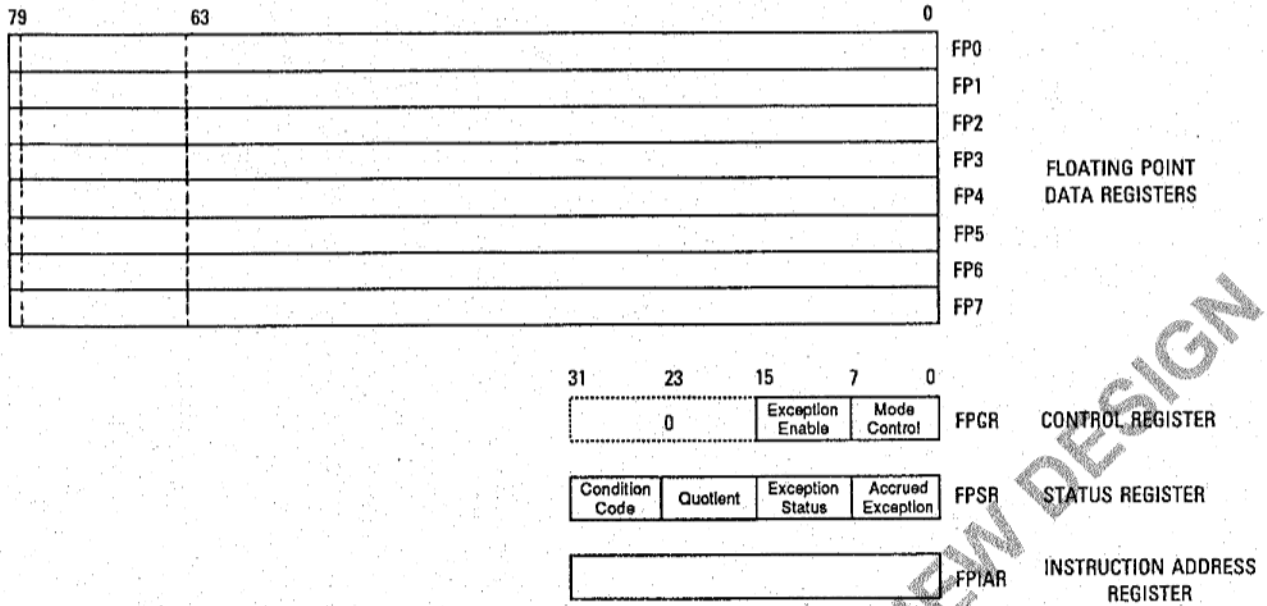 79 63 0
FP0
FP1
FP2
FP3
FP4
FP5
FP6
FP7
FLOATING POINT
DATA REGISTERS
31 23 15 7 0
0
Exception
Enable
Mode
Control
FPCR
CONTROL REGISTER
Condition
Code
Quotient
Exception
Status
Accrued
Exception
FPSR
STATUS REGISTER
FPIAR
INSTRUCTION ADDRESS
REGISTER
EW DESIGN